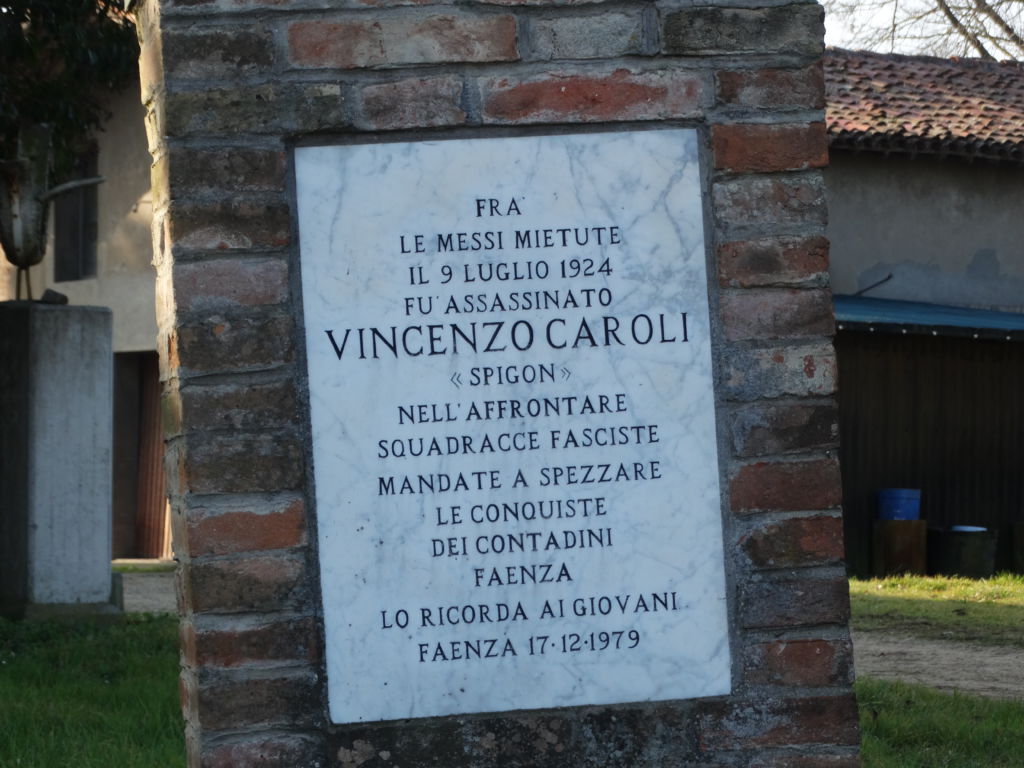 FRA
LE MESSI MIETUTE
IL 9 LUGLIO 1924
FU' ASSASSINATO
VINCENZO CAROLI
« SPIGON »
NELL'AFFRONTARE
SQUADRACCE FASCISTE
MANDATE A SPEZZARE
LE CONQUISTE
DEI CONTADINI
FAENZA
LO RICORDA AI GIOVANI
FAENZA 17·12·1979